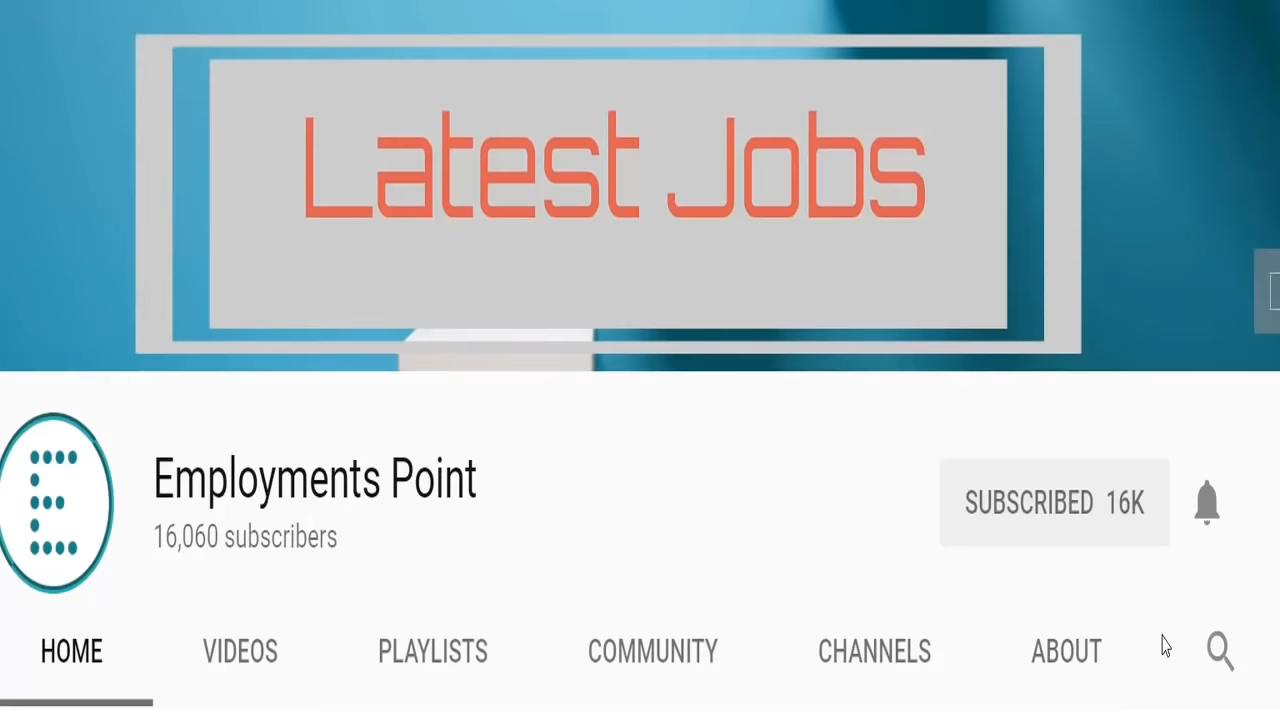 Latest Jobs
E
Employments Point
16,060 subscribers
SUBSCRIBED 16K
HOME VIDEOS PLAYLISTS COMMUNITY CHANNELS ABOUT